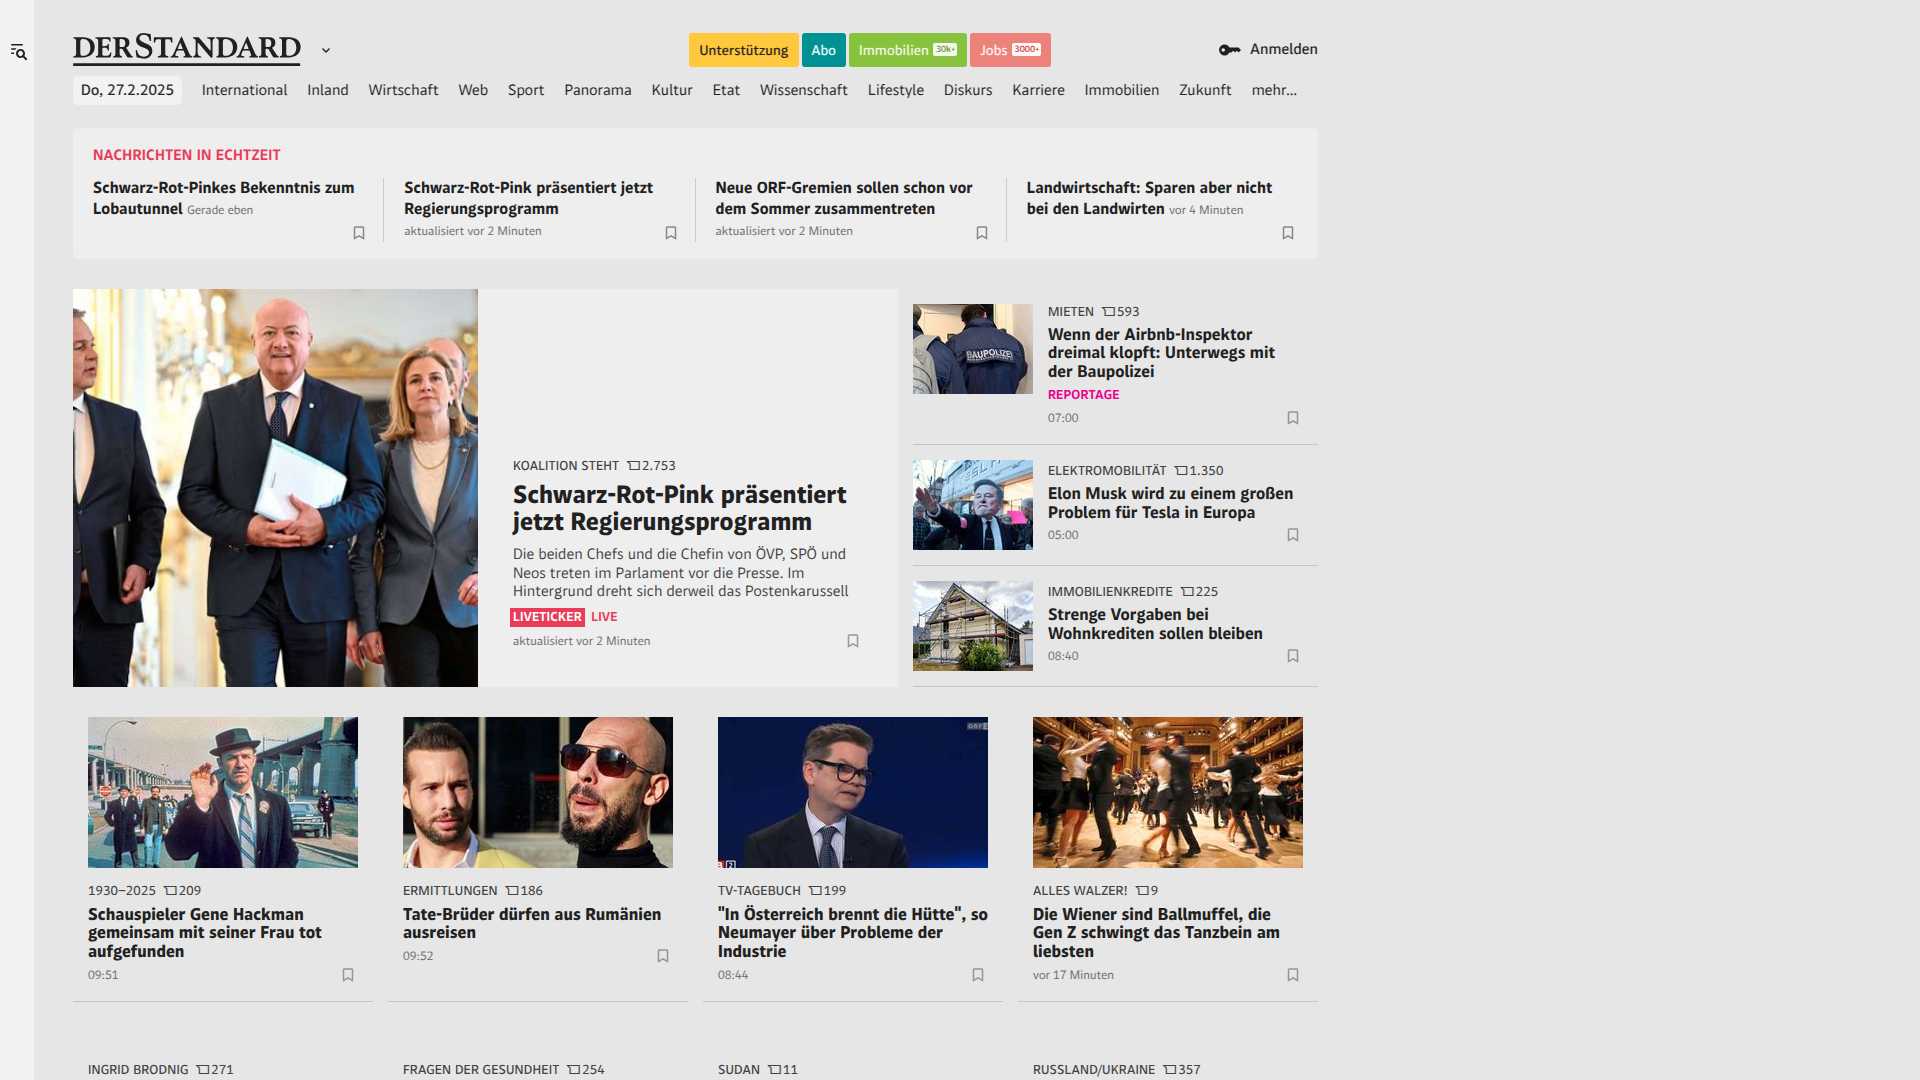 DERSTANDARD
Unterstützung
Abo
Immobilien 30k+
Jobs 3000+
Anmelden
Do, 27.2.2025 International Inland Wirtschaft Web Sport Panorama Kultur Etat Wissenschaft Lifestyle Diskurs Karriere Immobilien Zukunft mehr...
NACHRICHTEN IN ECHTZEIT
Schwarz-Rot-Pinkes Bekenntnis zum
Lobautunnel Gerade eben
Schwarz-Rot-Pink präsentiert jetzt
Regierungsprogramm
aktualisiert vor 2 Minuten
Neue ORF-Gremien sollen schon vor
dem Sommer zusammentreten
aktualisiert vor 2 Minuten
Landwirtschaft: Sparen aber nicht
bei den Landwirten vor 4 Minuten
KOALITION STEHT 2.753
Schwarz-Rot-Pink präsentiert
jetzt Regierungsprogramm
Die beiden Chefs und die Chefin von ÖVP, SPÖ und
Neos treten im Parlament vor die Presse. Im
Hintergrund dreht sich derweil das Postenkarussell
LIVETICKER LIVE
aktualisiert vor 2 Minuten
BAUPOLIZEI
MIETEN 593
Wenn der Airbnb-Inspektor
dreimal klopft: Unterwegs mit
der Baupolizei
REPORTAGE
07:00
ELEKTROMOBILITÄT 1.350
Elon Musk wird zu einem großen
Problem für Tesla in Europa
05:00
IMMOBILIENKREDITE 225
Strenge Vorgaben bei
Wohnkrediten sollen bleiben
08:40
1930–2025 209
Schauspieler Gene Hackman
gemeinsam mit seiner Frau tot
aufgefunden
09:51
ERMITTLUNGEN 186
Tate-Brüder dürfen aus Rumänien
ausreisen
09:52
TV-TAGEBUCH 199
"In Österreich brennt die Hütte", so
Neumayer über Probleme der
Industrie
08:44
ALLES WALZER! 9
Die Wiener sind Ballmuffel, die
Gen Z schwingt das Tanzbein am
liebsten
vor 17 Minuten
INGRID BRODNIG 271
FRAGEN DER GESUNDHEIT 254
SUDAN 11
RUSSLAND/UKRAINE 357